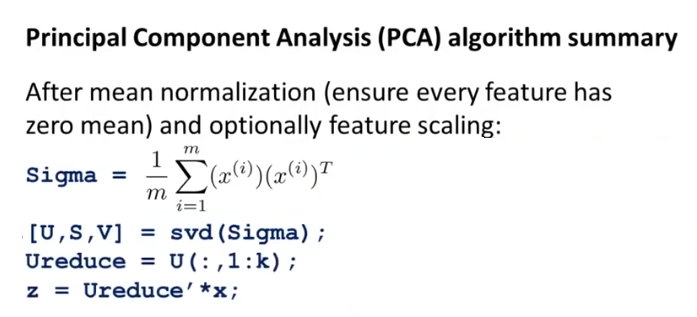 Principal Component Analysis (PCA) algorithm summary
After mean normalization (ensure every feature has
zero mean) and optionally feature scaling:
Sigma = \frac{1}{m} \sum_{i=1}^{m} (x^{(i)})(x^{(i)})^T
[U,S,V] = svd(Sigma);
Ureduce = U(:,1:k);
z = Ureduce'*x;